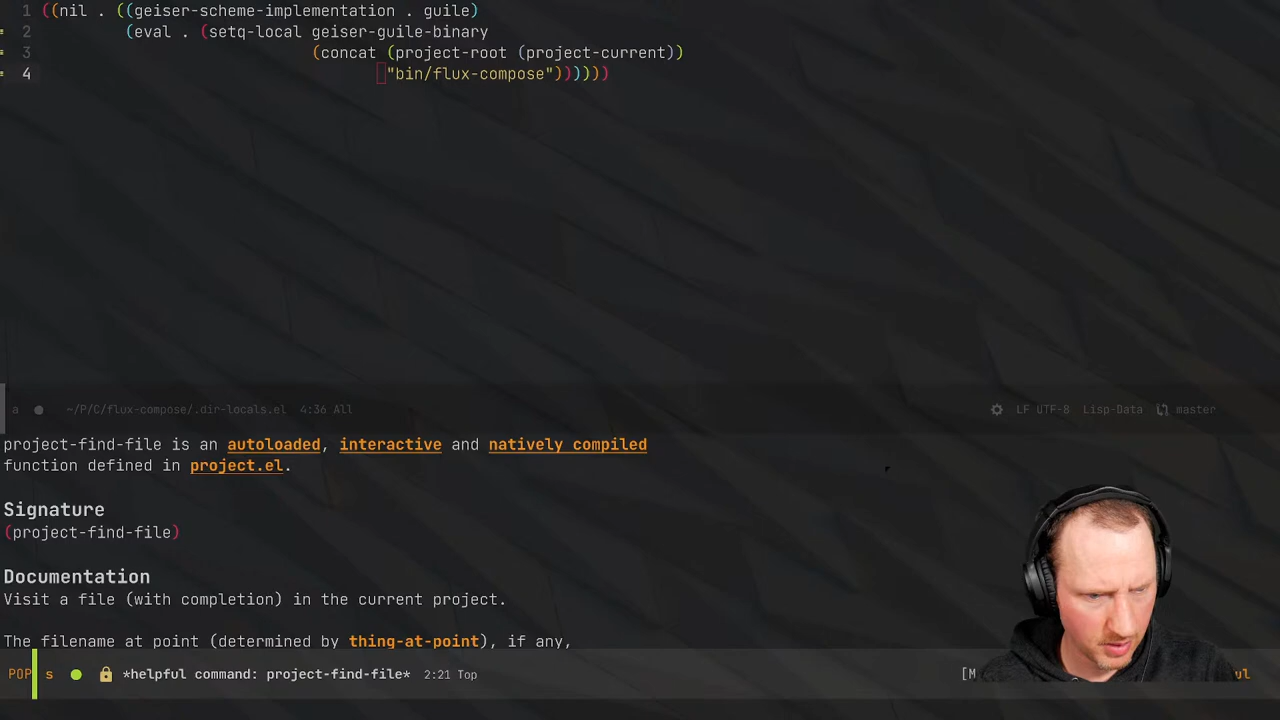 1 ((nil . ((geiser-scheme-implementation . guile)
2 (eval . (setq-local geiser-guile-binary
3 (concat (project-root (project-current))
4 "bin/flux-compose"))))))
a ~/P/C/flux-compose/.dir-locals.el 4:36 All LF UTF-8 Lisp-Data master
project-find-file is an autoloaded, interactive and natively compiled
function defined in project.el.
Signature
(project-find-file)
Documentation
Visit a file (with completion) in the current project.
The filename at point (determined by thing-at-point), if any,
POP s *helpful command: project-find-file* 2:21 Top [M ul